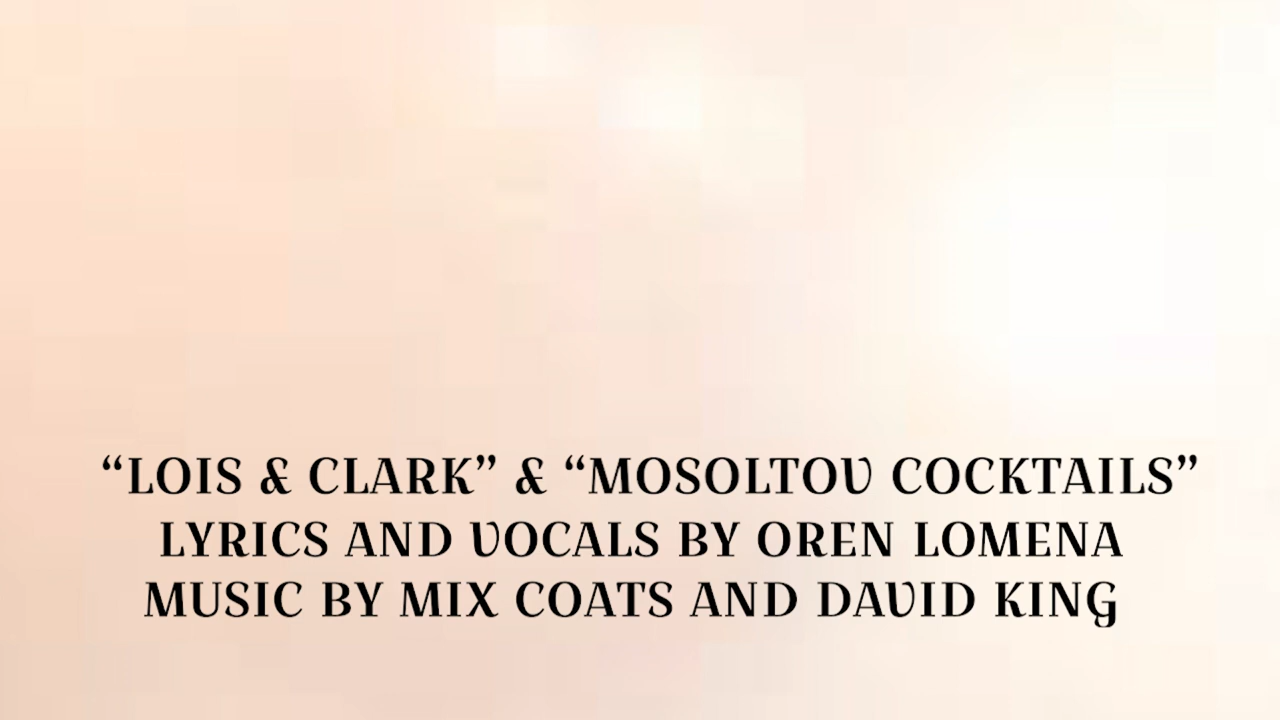 “LOIS & CLARK” & “MOSOLTOV COCKTAILS”
LYRICS AND VOCALS BY OREN LOMENA
MUSIC BY MIX COATS AND DAVID KING